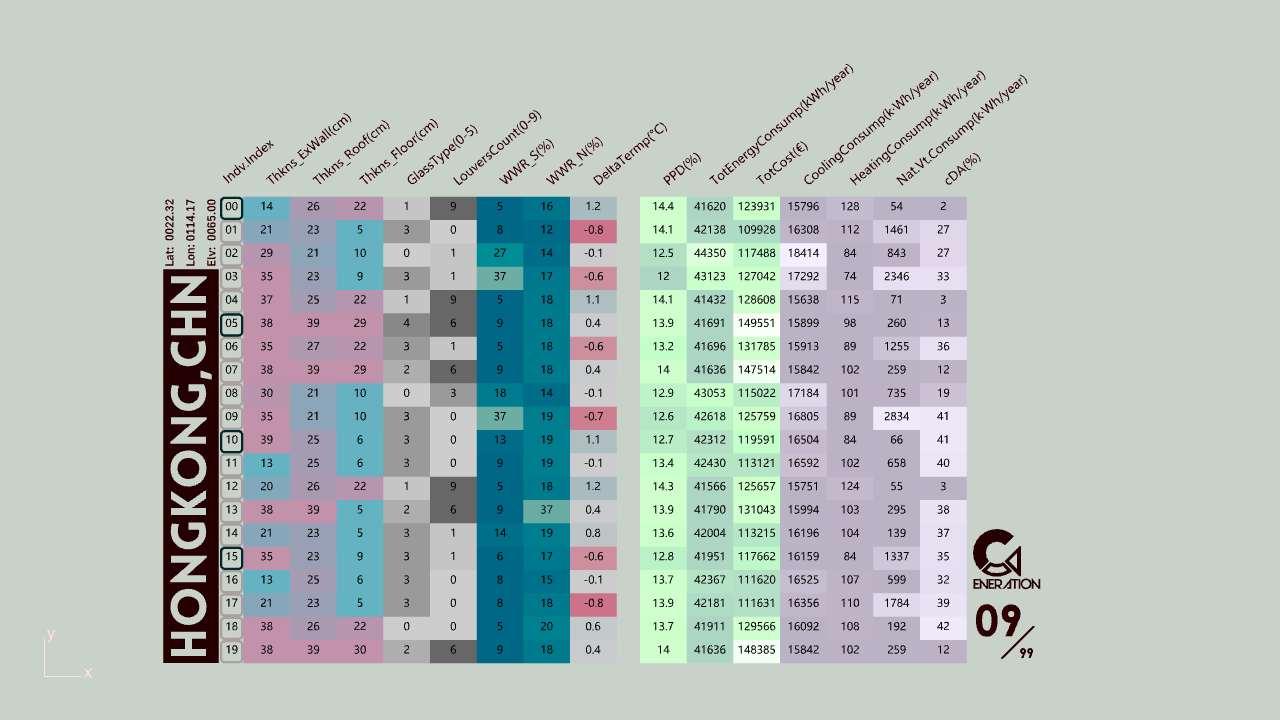 Indv.Index Thkns_ExWall(cm) Thkns_Roof(cm) Thkns_Floor(cm) GlassType(0-5) LouversCount(0-9) WWR_S(%) WWR_N(%) DeltaTermp(°C) PPD(%) TotEnergyConsump(kWh/year) TotCost(€) CoolingConsump(k·Wh/year) HeatingConsump(k·Wh/year) Nat.Vt.Consump(k·Wh/year) cDA(%)
Lat: 0022.32
Lon: 0114.17
Elv: 0065.00
HONGKONG,CHN
00 14 26 22 1 9 5 16 1.2 14.4 41620 123931 15796 128 54 2
01 21 23 5 3 0 8 12 -0.8 14.1 42138 109928 16308 112 1461 27
02 29 21 10 0 1 27 14 -0.1 12.5 44350 117488 18414 84 843 27
03 35 23 9 3 1 37 17 -0.6 12 43123 127042 17292 74 2346 33
04 37 25 22 1 9 5 18 1.1 14.1 41432 128608 15638 115 71 3
05 38 39 29 4 6 9 18 0.4 13.9 41691 149551 15899 98 260 13
06 35 27 22 3 1 5 18 -0.6 13.2 41696 131785 15913 89 1255 36
07 38 39 29 2 6 9 18 0.4 14 41636 147514 15842 102 259 12
08 30 21 10 0 3 18 14 -0.1 12.9 43053 115022 17184 101 735 19
09 35 21 10 3 0 37 19 -0.7 12.6 42618 125759 16805 89 2834 41
10 39 25 6 3 0 13 19 1.1 12.7 42312 119591 16504 84 66 41
11 13 25 6 3 0 9 19 -0.1 13.4 42430 113121 16592 102 658 40
12 20 26 22 1 9 5 18 1.2 14.3 41566 125657 15751 124 55 3
13 38 39 5 2 6 9 37 0.4 13.9 41790 131043 15994 103 295 38
14 21 23 5 3 1 14 19 0.8 13.6 42004 113215 16196 104 139 37
15 35 23 9 3 1 6 17 -0.6 12.8 41951 117662 16159 84 1337 35
16 13 25 6 3 0 8 15 -0.1 13.7 42367 111620 16525 107 599 32
17 21 23 5 3 0 8 18 -0.8 13.9 42181 111631 16356 110 1784 39
18 38 26 22 0 0 5 20 0.6 13.7 41911 129566 16092 108 192 42
19 38 39 30 2 6 9 18 0.4 14 41636 148385 15842 102 259 12
G
ENERATION
09/99
y
x